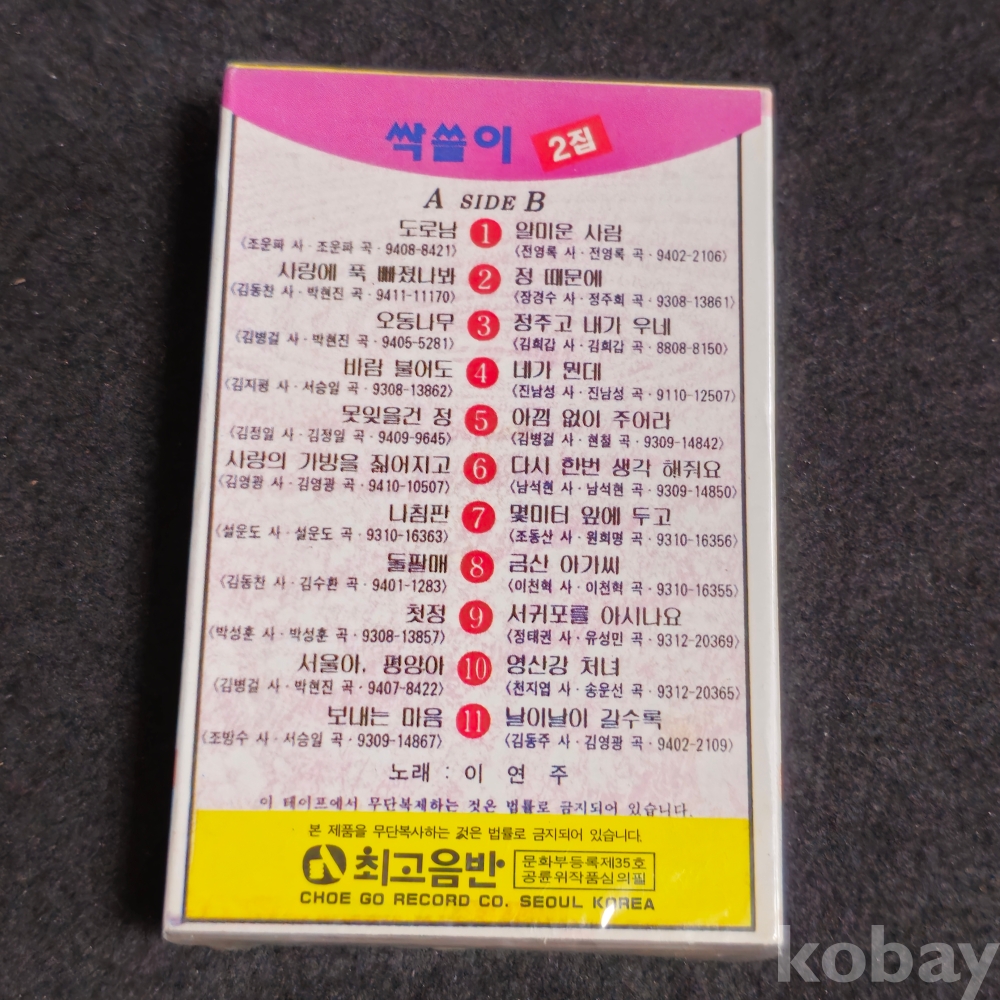 싹쓸이 2집
A SIDE B
도로남 1 얄미운 사람
〈조운파 사·조운파 곡·9408-8421〉 〈전영록 사·전영록 곡·9402-2106〉
사랑에 푹 빠졌나봐 2 정 때문에
〈김동찬 사·박현진 곡·9411-11170〉 〈장경수 사·정주희 곡·9308-13861〉
오동나무 3 정주고 내가 우네
〈김병걸 사·박현진 곡·9405-5281〉 〈김희갑 사·김희갑 곡·8808-8150〉
바람 불어도 4 네가 뭔데
〈김지평 사·서승일 곡·9308-13862〉 〈진남성 사·진남성 곡·9110-12507〉
못잊을건 정 5 아낌 없이 주어라
〈김정일 사·김정일 곡·9409-9645〉 〈김병걸 사·현철 곡·9309-14842〉
사랑의 가방을 짊어지고 6 다시 한번 생각 해줘요
〈김영광 사·김영광 곡·9410-10507〉 〈남석현 사·남석현 곡·9309-14850〉
나침판 7 몇미터 앞에 두고
〈설운도 사·설운도 곡·9310-16363〉 〈조동산 사·원희명 곡·9310-16356〉
둘팔매 8 금산 아가씨
〈김동찬 사·김수환 곡·9401-1283〉 〈이천혁 사·이천혁 곡·9310-16355〉
첫정 9 서귀포를 아시나요
〈박성훈 사·박성훈 곡·9308-13857〉 〈정태권 사·유성민 곡·9312-20369〉
서울아, 평양아 10 영산강 처녀
〈김병걸 사·박현진 곡·9407-8422〉 〈천지엽 사·송운선 곡·9312-20365〉
보내는 마음 11 날이날이 갈수록
〈조방수 사·서승일 곡·9309-14867〉 〈김동주 사·김영광 곡·9402-2109〉
노래 : 이 연 주
이 테이프에서 무단복제하는 것은 법률로 금지되어 있습니다.
본 제품을 무단복사하는 것은 법률로 금지되어 있습니다.
최고음반 문화부등록제35호
공륜위작품심의필
CHOE GO RECORD CO. SEOUL KOREA
kobay